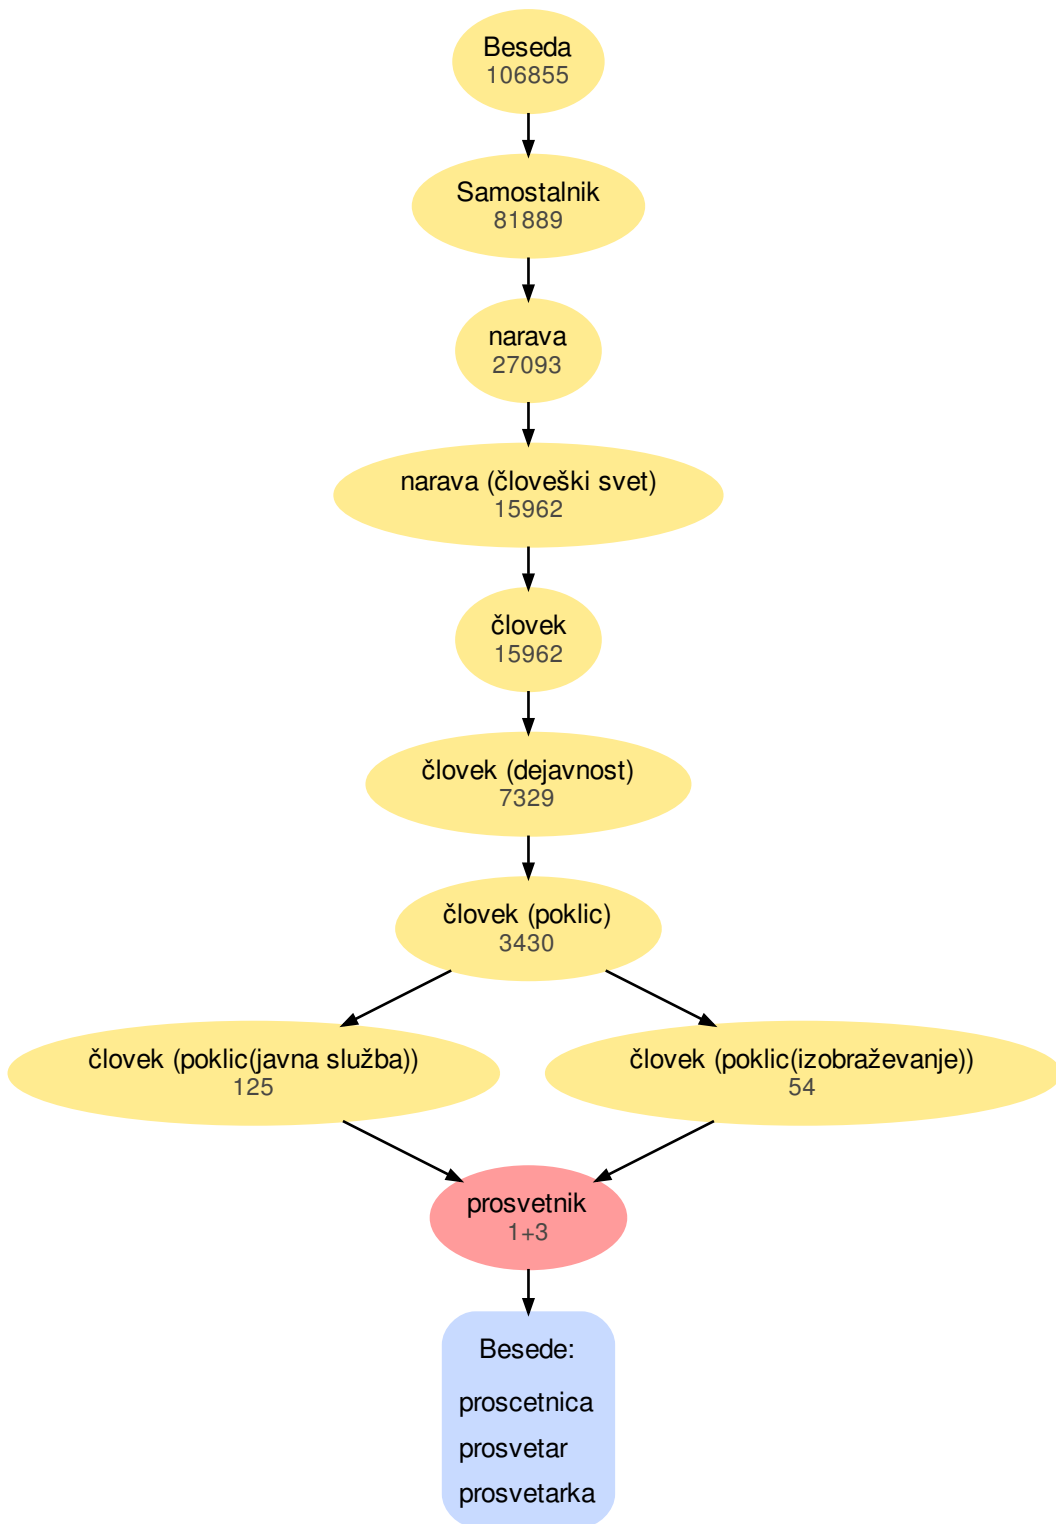 Beseda
106855
Samostalnik
81889
narava
27093
narava (človeški svet)
15962
človek
15962
človek (dejavnost)
7329
človek (poklic)
3430
človek (poklic(javna služba))
125
človek (poklic(izobraževanje))
54
prosvetnik
1+3
Besede:
proscetnica
prosvetar
prosvetarka